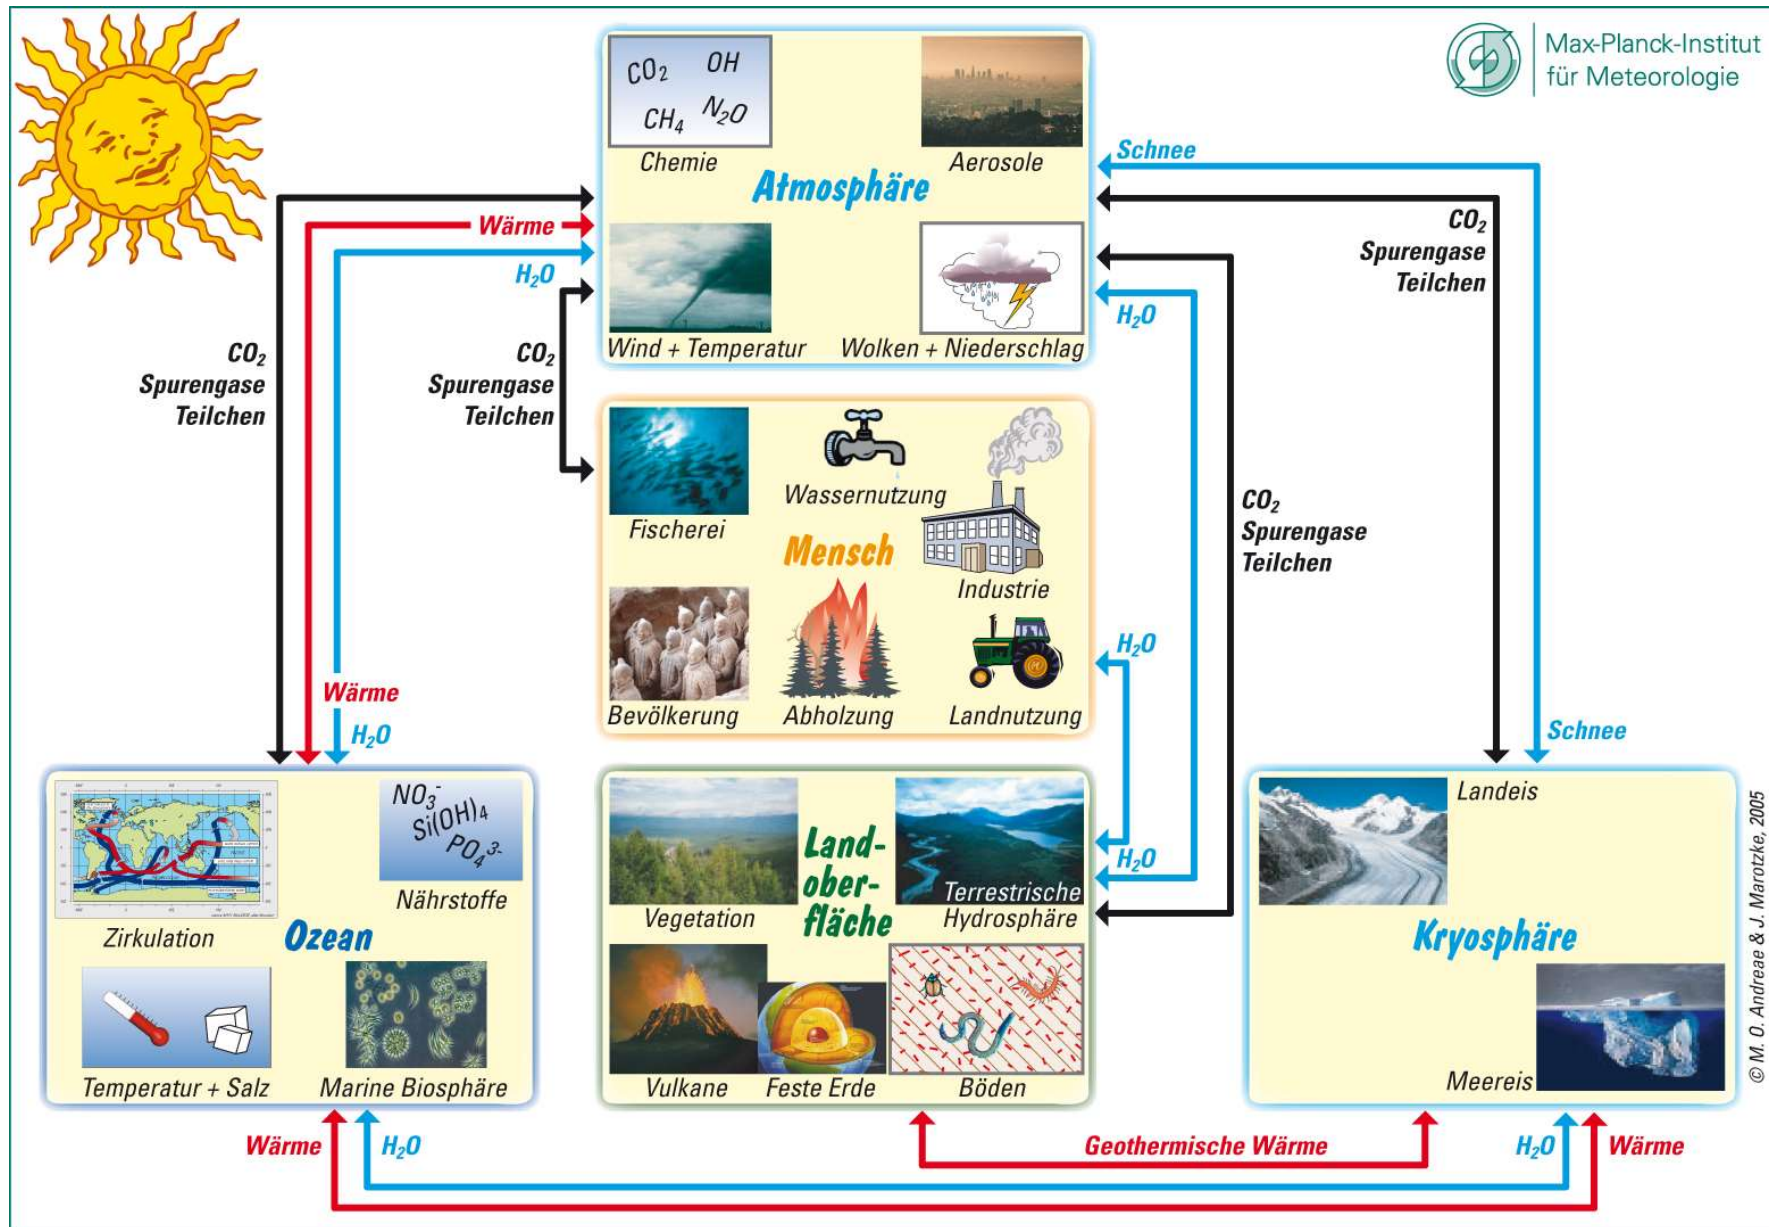 Max-Planck-Institut
für Meteorologie
CO₂
OH
CH₄
N₂O
Chemie
Aerosole
Atmosphäre
Wind + Temperatur
Wolken + Niederschlag
Schnee
Wärme
H₂O
H₂O
CO₂
Spurengase
Teilchen
CO₂
Spurengase
Teilchen
CO₂
Spurengase
Teilchen
CO₂
Spurengase
Teilchen
Fischerei
Wassernutzung
Industrie
Mensch
Bevölkerung
Abholzung
Landnutzung
H₂O
Wärme
H₂O
H₂O
Schnee
NO₃⁻
Si(OH)₄
PO₄³⁻
Nährstoffe
Zirkulation
Ozean
Temperatur + Salz
Marine Biosphäre
Vegetation
Land-
ober-
fläche
Terrestrische
Hydrosphäre
Vulkane
Feste Erde
Böden
Landeis
Kryosphäre
Meereis
Wärme
H₂O
Geothermische Wärme
H₂O
Wärme
© M. O. Andreae & J. Marotzke, 2005